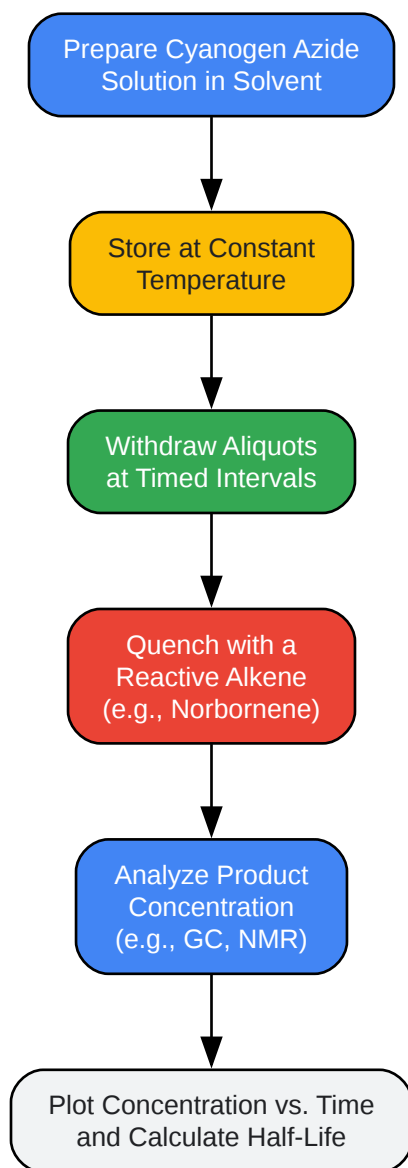 Prepare Cyanogen Azide
Solution in Solvent
Store at Constant
Temperature
Withdraw Aliquots
at Timed Intervals
Quench with a
Reactive Alkene
(e.g., Norbornene)
Analyze Product
Concentration
(e.g., GC, NMR)
Plot Concentration vs. Time
and Calculate Half-Life